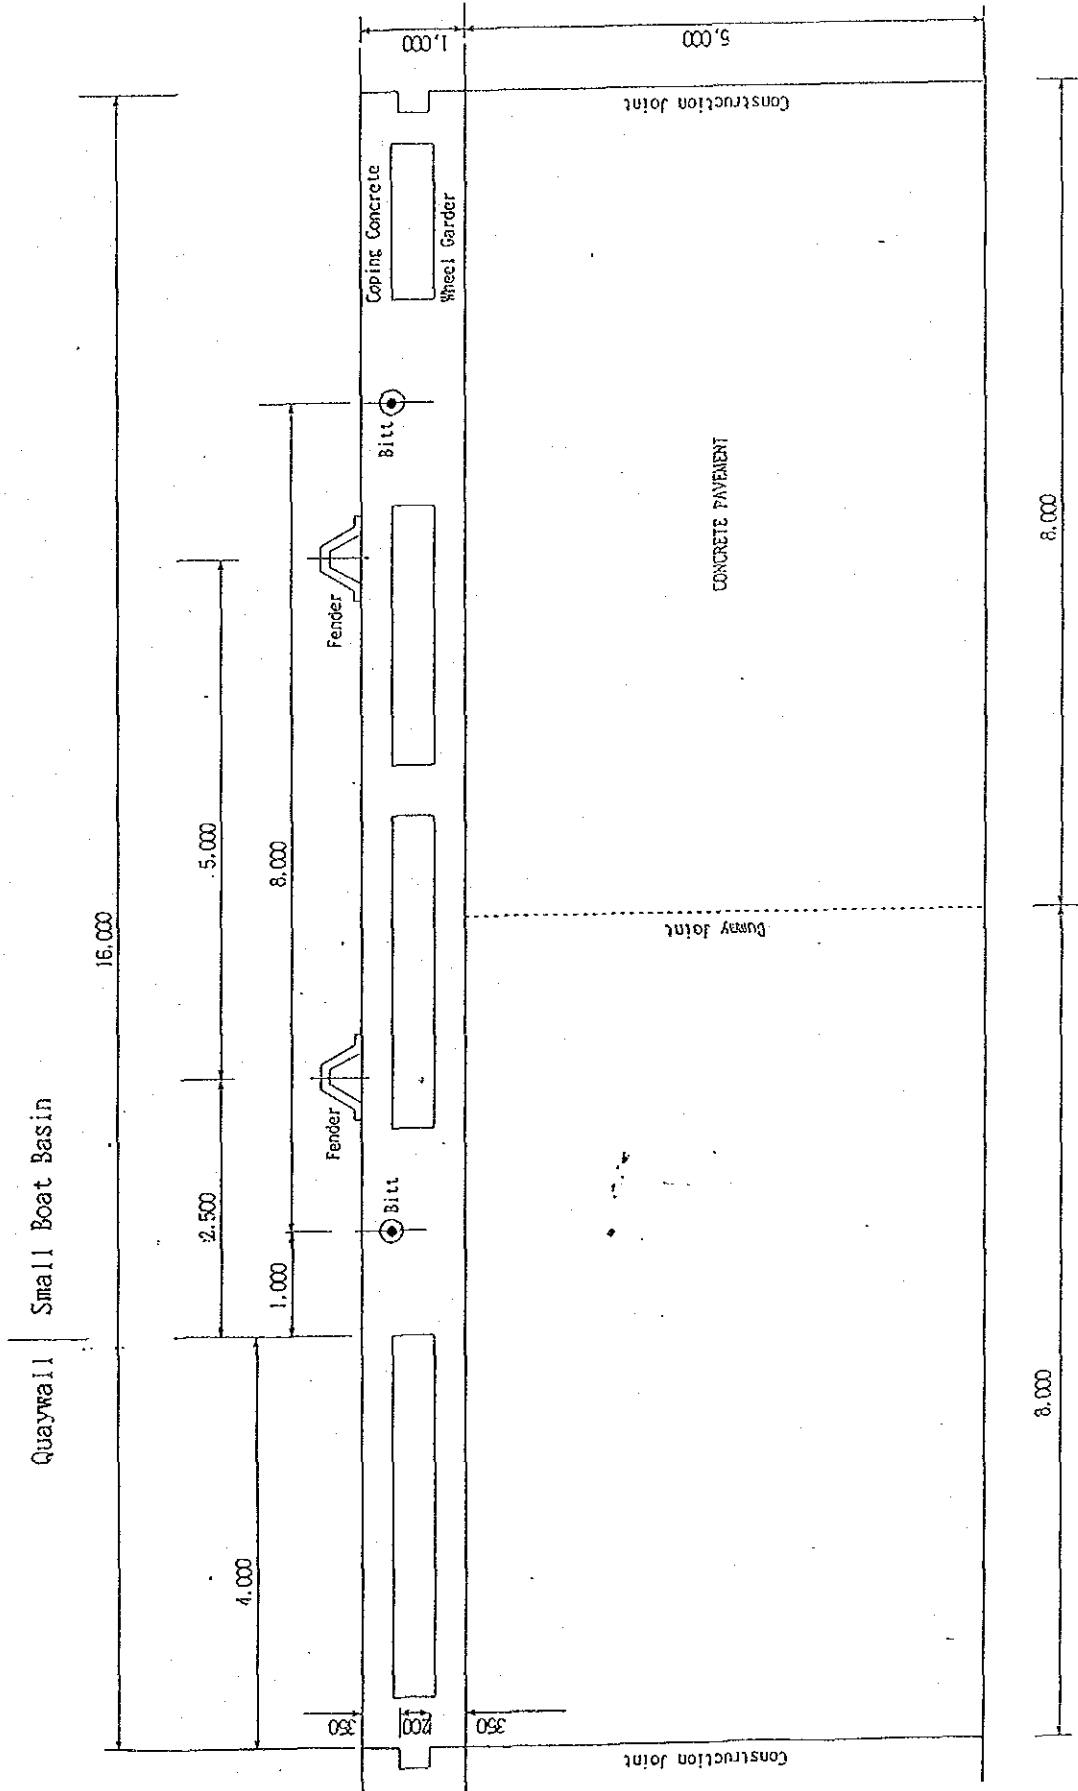 Quaywall | Small Boat Basin
16.000
4.000
2.500
5.000
1,000
8,000
Fender
Fender
Bitt
Bitt
Coping Concrete
Wheel Garder
350
200
350
1,000
5,000
Construction Joint
Construction Joint
Dummy Joint
CONCRETE PAVEMENT
8.000
8.000